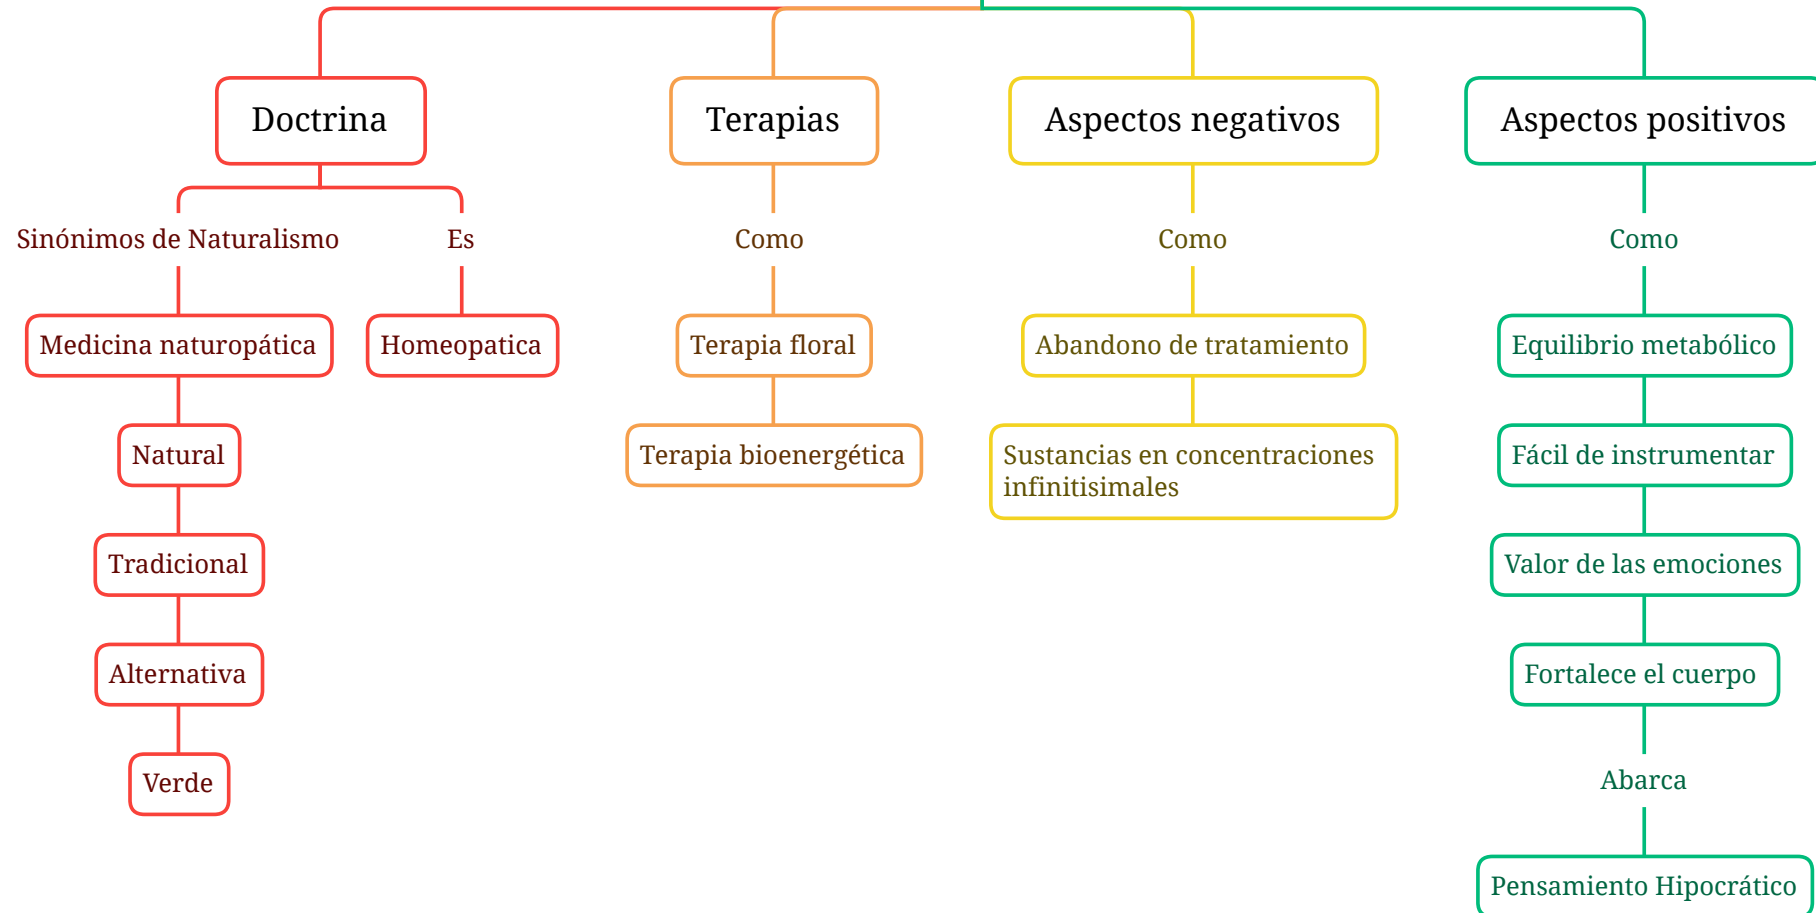 Doctrina
Terapias
Aspectos negativos
Aspectos positivos
Sinónimos de Naturalismo
Es
Como
Como
Como
Medicina naturopática
Homeopatica
Terapia floral
Abandono de tratamiento
Equilibrio metabólico
Natural
Terapia bioenergética
Sustancias en concentraciones
infinitisimales
Fácil de instrumentar
Tradicional
Valor de las emociones
Alternativa
Fortalece el cuerpo
Verde
Abarca
Pensamiento Hipocrático